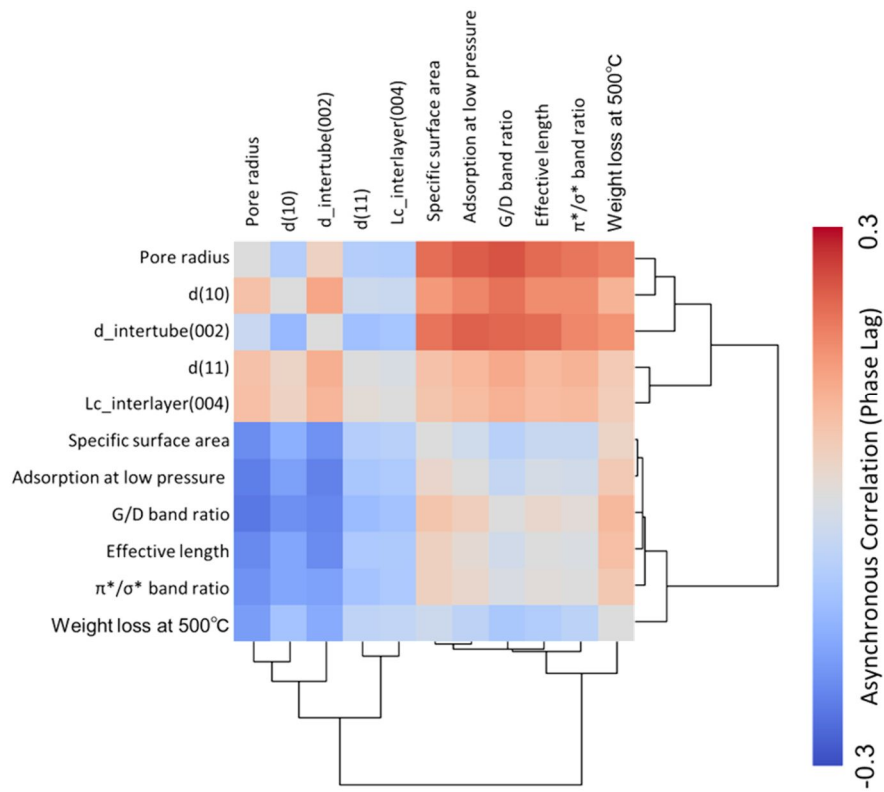 Pore radius
d(10)
d_intertube(002)
d(11)
Lc_interlayer(004)
Specific surface area
Adsorption at low pressure
G/D band ratio
Effective length
π*/σ* band ratio
Weight loss at 500℃
Pore radius
d(10)
d_intertube(002)
d(11)
Lc_interlayer(004)
Specific surface area
Adsorption at low pressure
G/D band ratio
Effective length
π*/σ* band ratio
Weight loss at 500℃
0.3
Asynchronous Correlation (Phase Lag)
-0.3